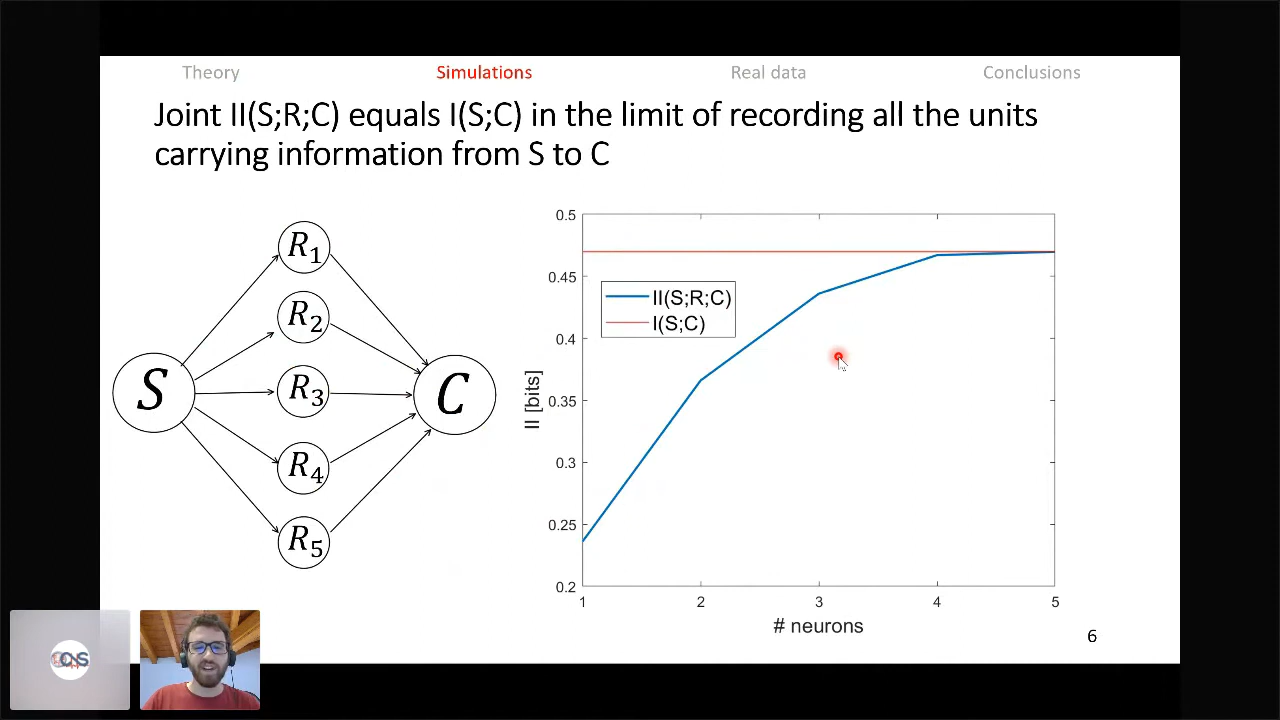 Theory Simulations Real data Conclusions
Joint II(S;R;C) equals I(S;C) in the limit of recording all the units
carrying information from S to C
S
R1
R2
R3
R4
R5
C
II [bits]
0.5
0.45
0.4
0.35
0.3
0.25
0.2
II(S;R;C)
I(S;C)
1 2 3 4 5
# neurons
6